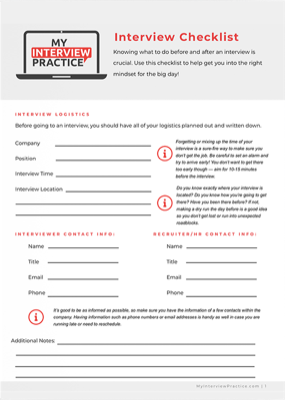 MY
INTERVIEW
PRACTICE
Interview Checklist
Knowing what to do before and after an interview is
crucial. Use this checklist to help get you into the right
mindset for the big day!
INTERVIEW LOGISTICS
Before going to an interview, you should have all of your logistics planned out and written down.
Company
Position
Interview Time
Interview Location
Forgetting or mixing up the time of your
interview is a sure-fire way to make sure you
don't get the job. Be careful to set an alarm and
try to arrive early! You don't want to get there
too early though — aim for 10-15 minutes
before the interview.
Do you know exactly where your interview is
located? Do you know how you're going to get
there? Have you been there before? If not,
making a dry run the day before is a good idea
so you don't get lost or run into unexpected
roadblocks.
INTERVIEWER CONTACT INFO:
Name
Title
Email
Phone
RECRUITER/HR CONTACT INFO:
Name
Title
Email
Phone
It's good to be as informed as possible, so make sure you have the information of a few contacts within the
company. Having information such as phone numbers or email addresses is handy as well in case you are
running late or need to reschedule.
Additional Notes:
MyInterviewPractice.com | 1